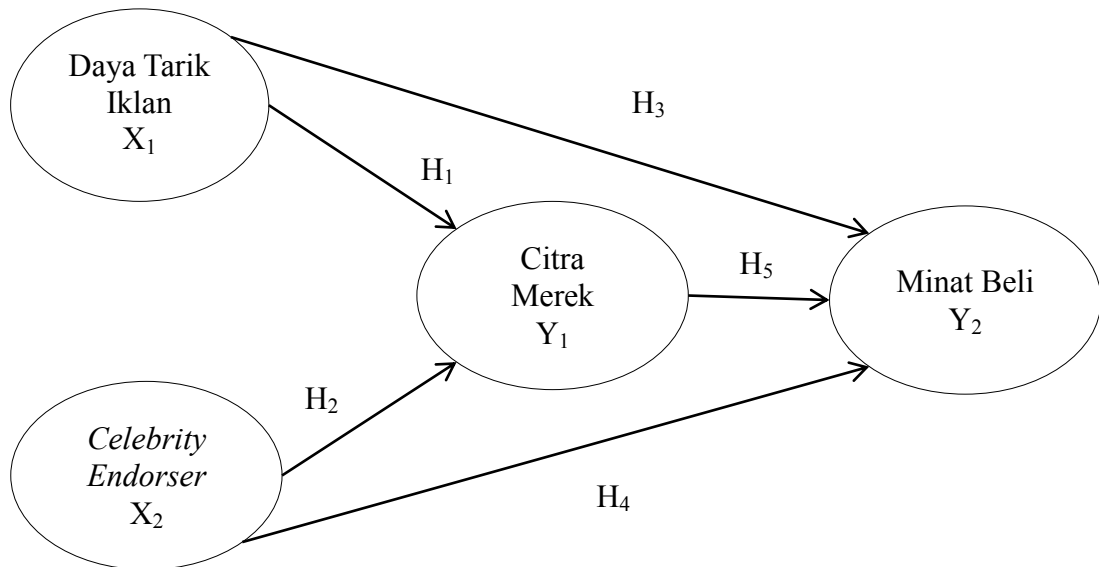 Daya Tarik
Iklan
X₁
H₃
H₁
Citra
Merek
Y₁
H₅
Minat Beli
Y₂
H₂
Celebrity
Endorser
X₂
H₄